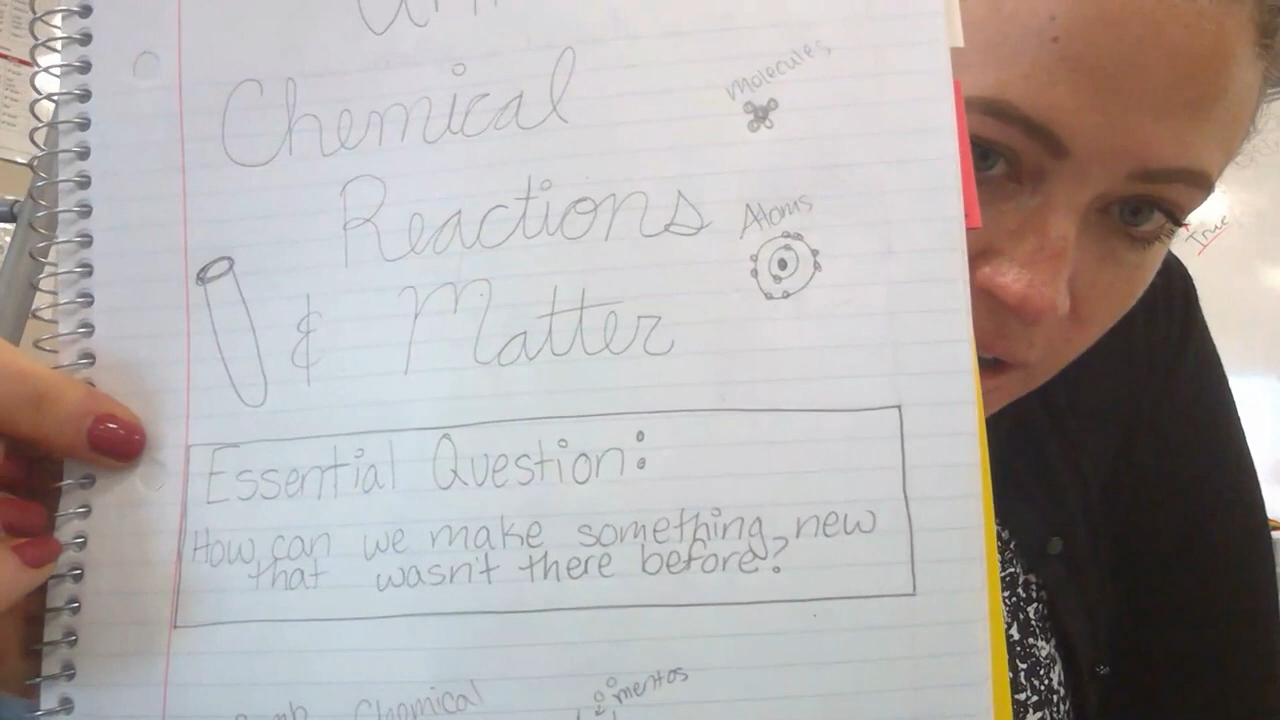 Chemical
Molecules
Reactions
Atoms
& Matter
Essential Question:
How can we make something new
that wasn't there before?
mentos
Chemical
True